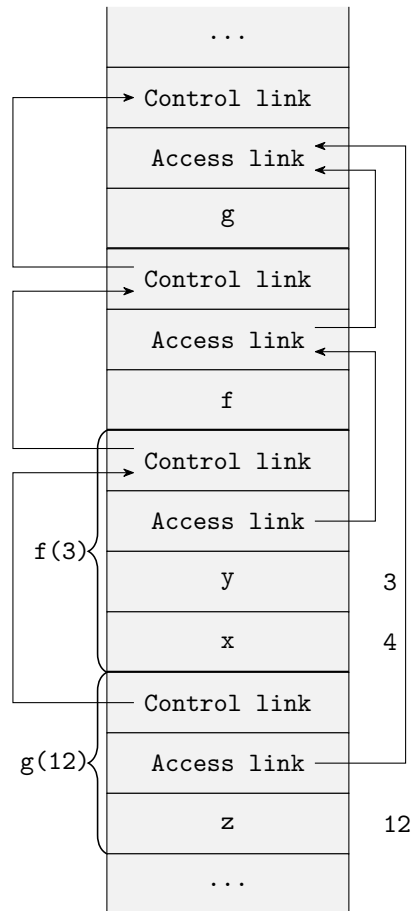 ...
Control link
Access link
g
Control link
Access link
f
Control link
Access link
f(3)
y 3
x 4
Control link
g(12) Access link
z 12
...